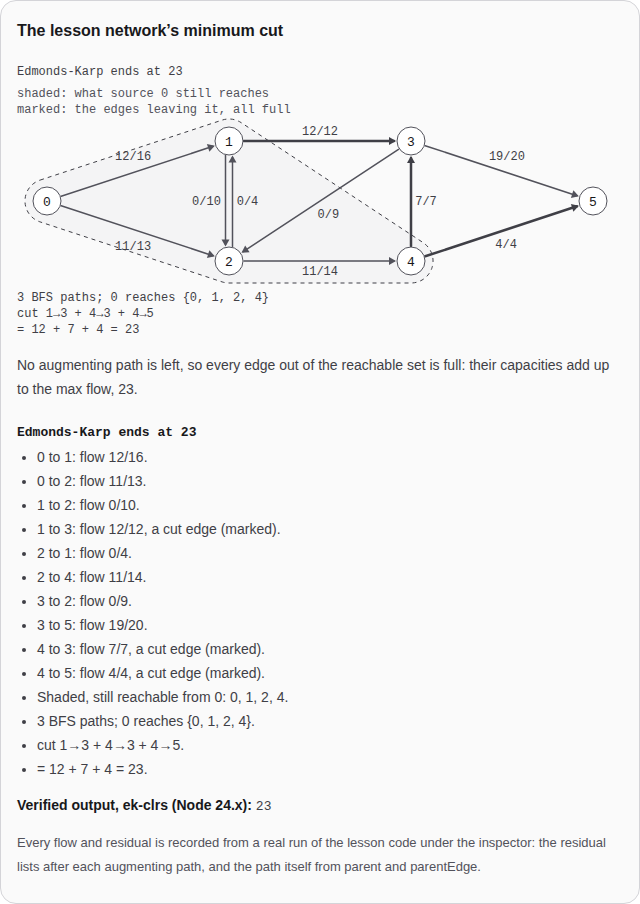 The lesson network’s minimum cut
Edmonds-Karp ends at 23
shaded: what source 0 still reaches
marked: the edges leaving it, all full
12/16
11/13
0/10
0/4
12/12
0/9
11/14
7/7
19/20
4/4
0
1
2
3
4
5
3 BFS paths; 0 reaches {0, 1, 2, 4}
cut 1→3 + 4→3 + 4→5
= 12 + 7 + 4 = 23
No augmenting path is left, so every edge out of the reachable set is full: their capacities add up
to the max flow, 23.
Edmonds-Karp ends at 23
• 0 to 1: flow 12/16.
• 0 to 2: flow 11/13.
• 1 to 2: flow 0/10.
• 1 to 3: flow 12/12, a cut edge (marked).
• 2 to 1: flow 0/4.
• 2 to 4: flow 11/14.
• 3 to 2: flow 0/9.
• 3 to 5: flow 19/20.
• 4 to 3: flow 7/7, a cut edge (marked).
• 4 to 5: flow 4/4, a cut edge (marked).
• Shaded, still reachable from 0: 0, 1, 2, 4.
• 3 BFS paths; 0 reaches {0, 1, 2, 4}.
• cut 1→3 + 4→3 + 4→5.
• = 12 + 7 + 4 = 23.
Verified output, ek-clrs (Node 24.x): 23
Every flow and residual is recorded from a real run of the lesson code under the inspector: the residual
lists after each augmenting path, and the path itself from parent and parentEdge.